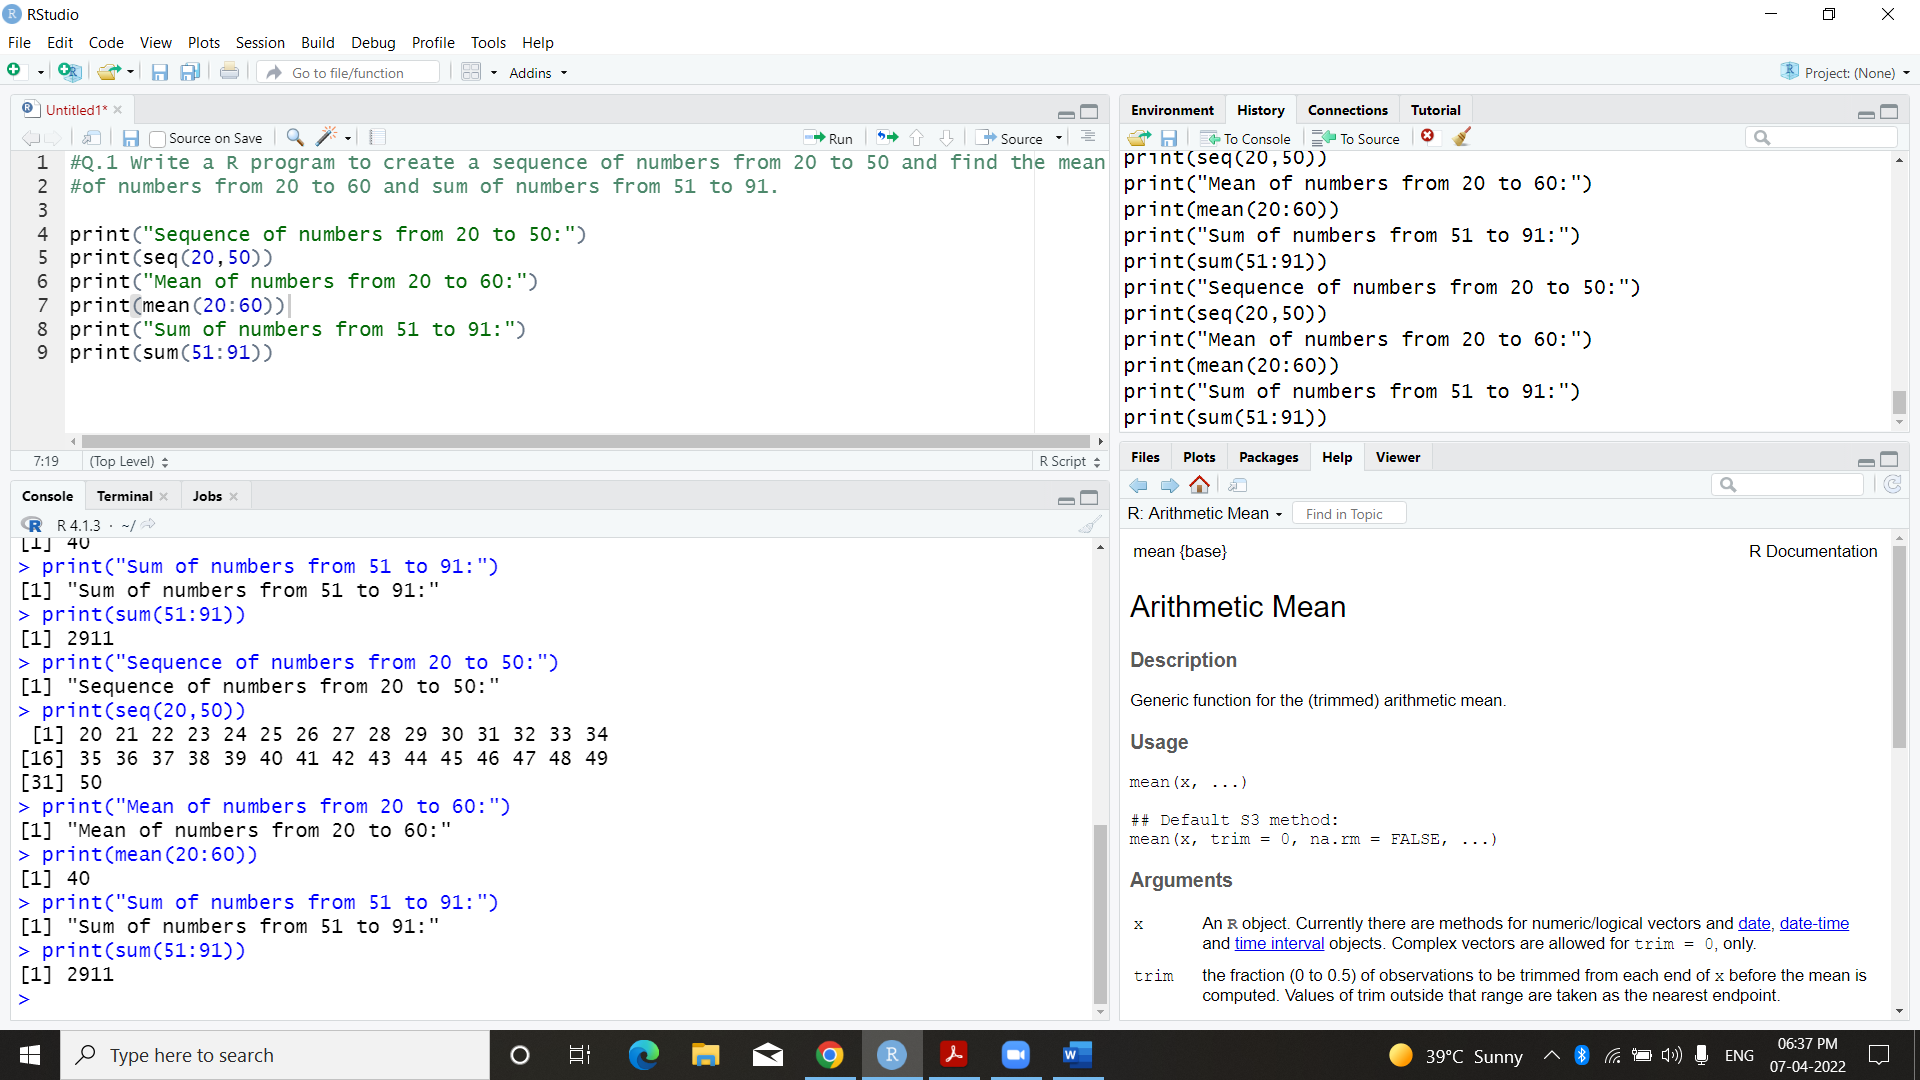 RStudio
File Edit Code View Plots Session Build Debug Profile Tools Help
Go to file/function Addins Project: (None)
Untitled1*
Source on Save Run Source
1 #Q.1 Write a R program to create a sequence of numbers from 20 to 50 and find the mean
2 #of numbers from 20 to 60 and sum of numbers from 51 to 91.
3
4 print("Sequence of numbers from 20 to 50:")
5 print(seq(20,50))
6 print("Mean of numbers from 20 to 60:")
7 print(mean(20:60))
8 print("Sum of numbers from 51 to 91:")
9 print(sum(51:91))
7:19 (Top Level) R Script
Console Terminal Jobs
R 4.1.3 · ~/
[1] 40
> print("Sum of numbers from 51 to 91:")
[1] "Sum of numbers from 51 to 91:"
> print(sum(51:91))
[1] 2911
> print("Sequence of numbers from 20 to 50:")
[1] "Sequence of numbers from 20 to 50:"
> print(seq(20,50))
[1] 20 21 22 23 24 25 26 27 28 29 30 31 32 33 34
[16] 35 36 37 38 39 40 41 42 43 44 45 46 47 48 49
[31] 50
> print("Mean of numbers from 20 to 60:")
[1] "Mean of numbers from 20 to 60:"
> print(mean(20:60))
[1] 40
> print("Sum of numbers from 51 to 91:")
[1] "Sum of numbers from 51 to 91:"
> print(sum(51:91))
[1] 2911
>
Environment History Connections Tutorial
To Console To Source
print(seq(20,50))
print("Mean of numbers from 20 to 60:")
print(mean(20:60))
print("Sum of numbers from 51 to 91:")
print(sum(51:91))
print("Sequence of numbers from 20 to 50:")
print(seq(20,50))
print("Mean of numbers from 20 to 60:")
print(mean(20:60))
print("Sum of numbers from 51 to 91:")
print(sum(51:91))
Files Plots Packages Help Viewer
R: Arithmetic Mean Find in Topic
mean {base} R Documentation
Arithmetic Mean
Description
Generic function for the (trimmed) arithmetic mean.
Usage
mean(x, ...)
## Default S3 method:
mean(x, trim = 0, na.rm = FALSE, ...)
Arguments
x An R object. Currently there are methods for numeric/logical vectors and date, date-time
and time interval objects. Complex vectors are allowed for trim = 0, only.
trim the fraction (0 to 0.5) of observations to be trimmed from each end of x before the mean is
computed. Values of trim outside that range are taken as the nearest endpoint.
Type here to search
39°C Sunny
ENG
06:37 PM
07-04-2022